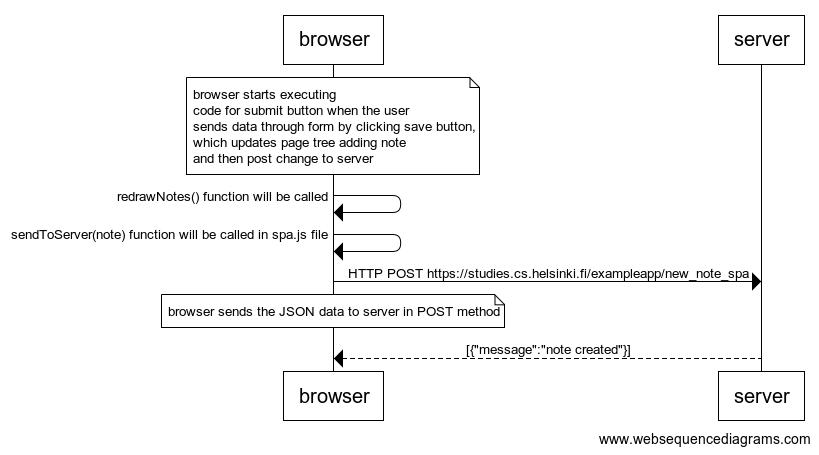 browser
server
browser starts executing
code for submit button when the user
sends data through form by clicking save button,
which updates page tree adding note
and then post change to server
redrawNotes() function will be called
sendToServer(note) function will be called in spa.js file
HTTP POST https://studies.cs.helsinki.fi/exampleapp/new_note_spa
browser sends the JSON data to server in POST method
[{"message":"note created"}]
browser
server
www.websequencediagrams.com